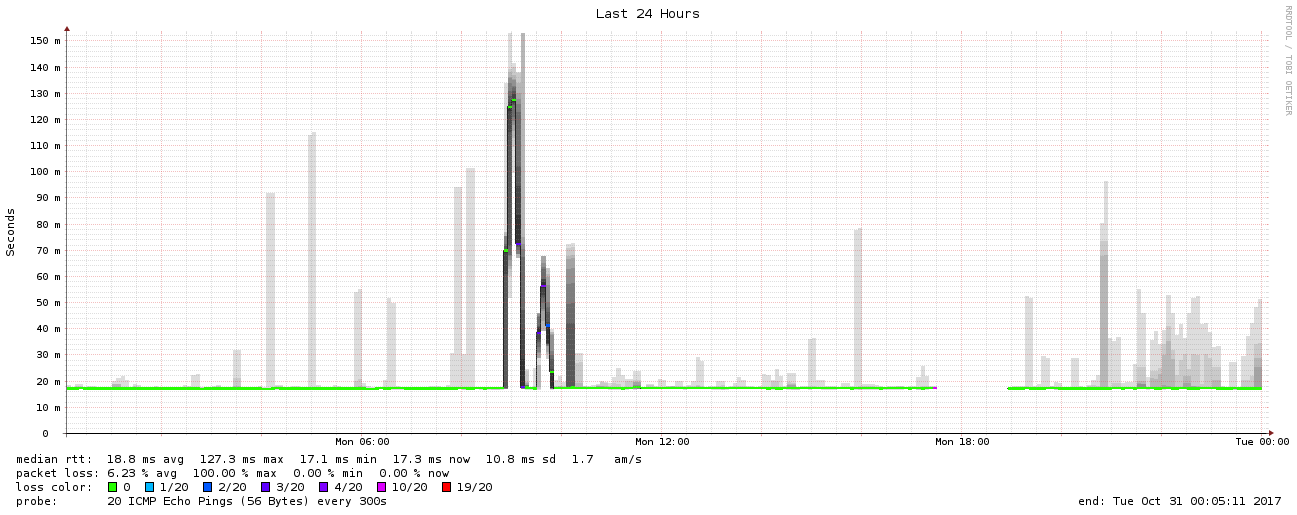 Last 24 Hours
RRDTOOL / TOBI OETIKER
Seconds
150 m
140 m
130 m
120 m
110 m
100 m
90 m
80 m
70 m
60 m
50 m
40 m
30 m
20 m
10 m
0
Mon 06:00 Mon 12:00 Mon 18:00 Tue 00:00
median rtt: 18.8 ms avg 127.3 ms max 17.1 ms min 17.3 ms now 10.8 ms sd 1.7 am/s
packet loss: 6.23 % avg 100.00 % max 0.00 % min 0.00 % now
loss color: 0 1/20 2/20 3/20 4/20 10/20 19/20
probe: 20 ICMP Echo Pings (56 Bytes) every 300s end: Tue Oct 31 00:05:11 2017